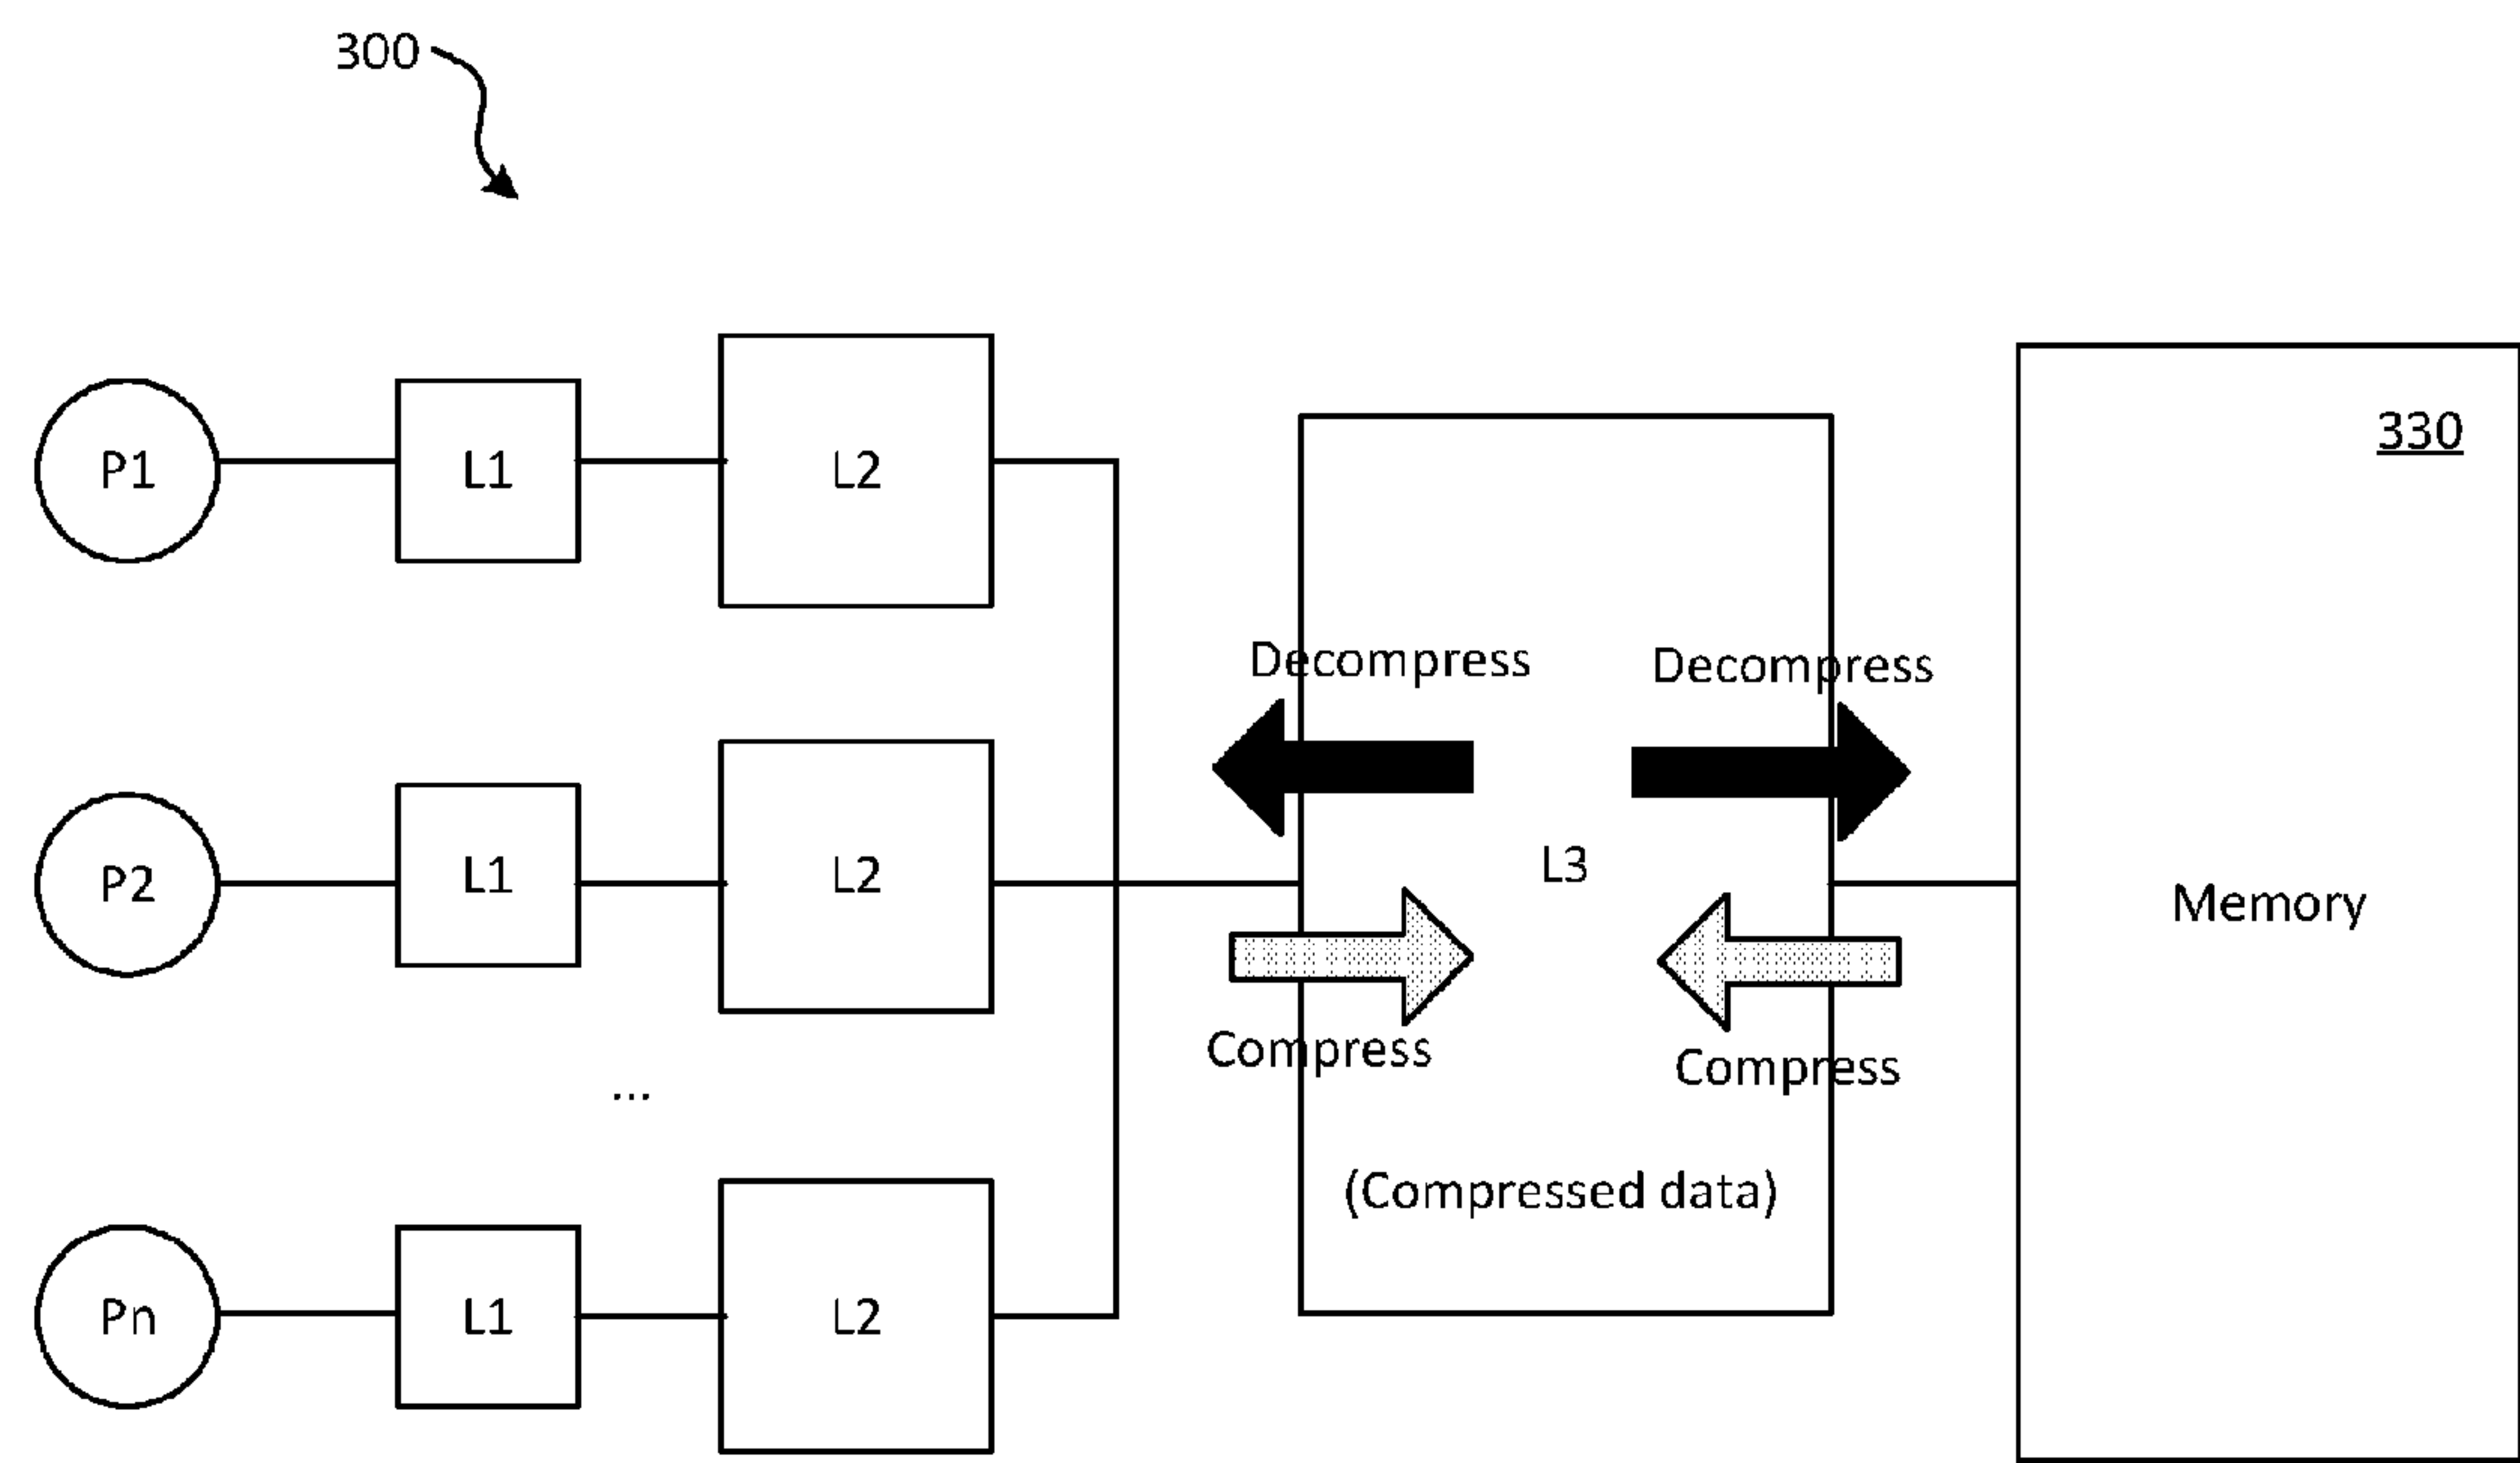 300
330
P1
L1
L2
Decompress
Decompress
P2
L1
L2
L3
Memory
Compress
Compress
...
(Compressed data)
Pn
L1
L2